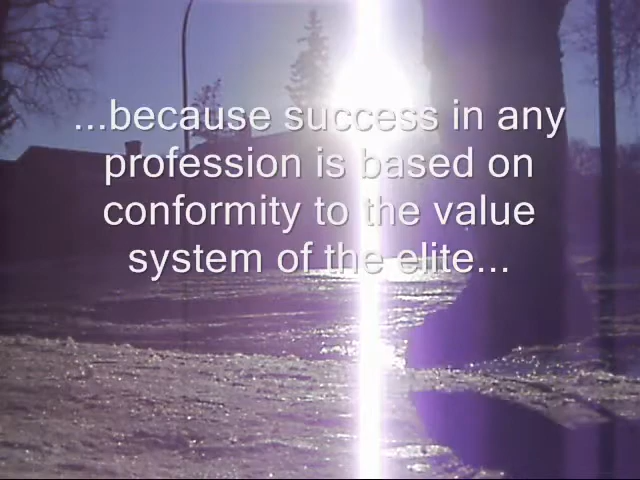 ...because success in any
profession is based on
conformity to the value
system of the elite...